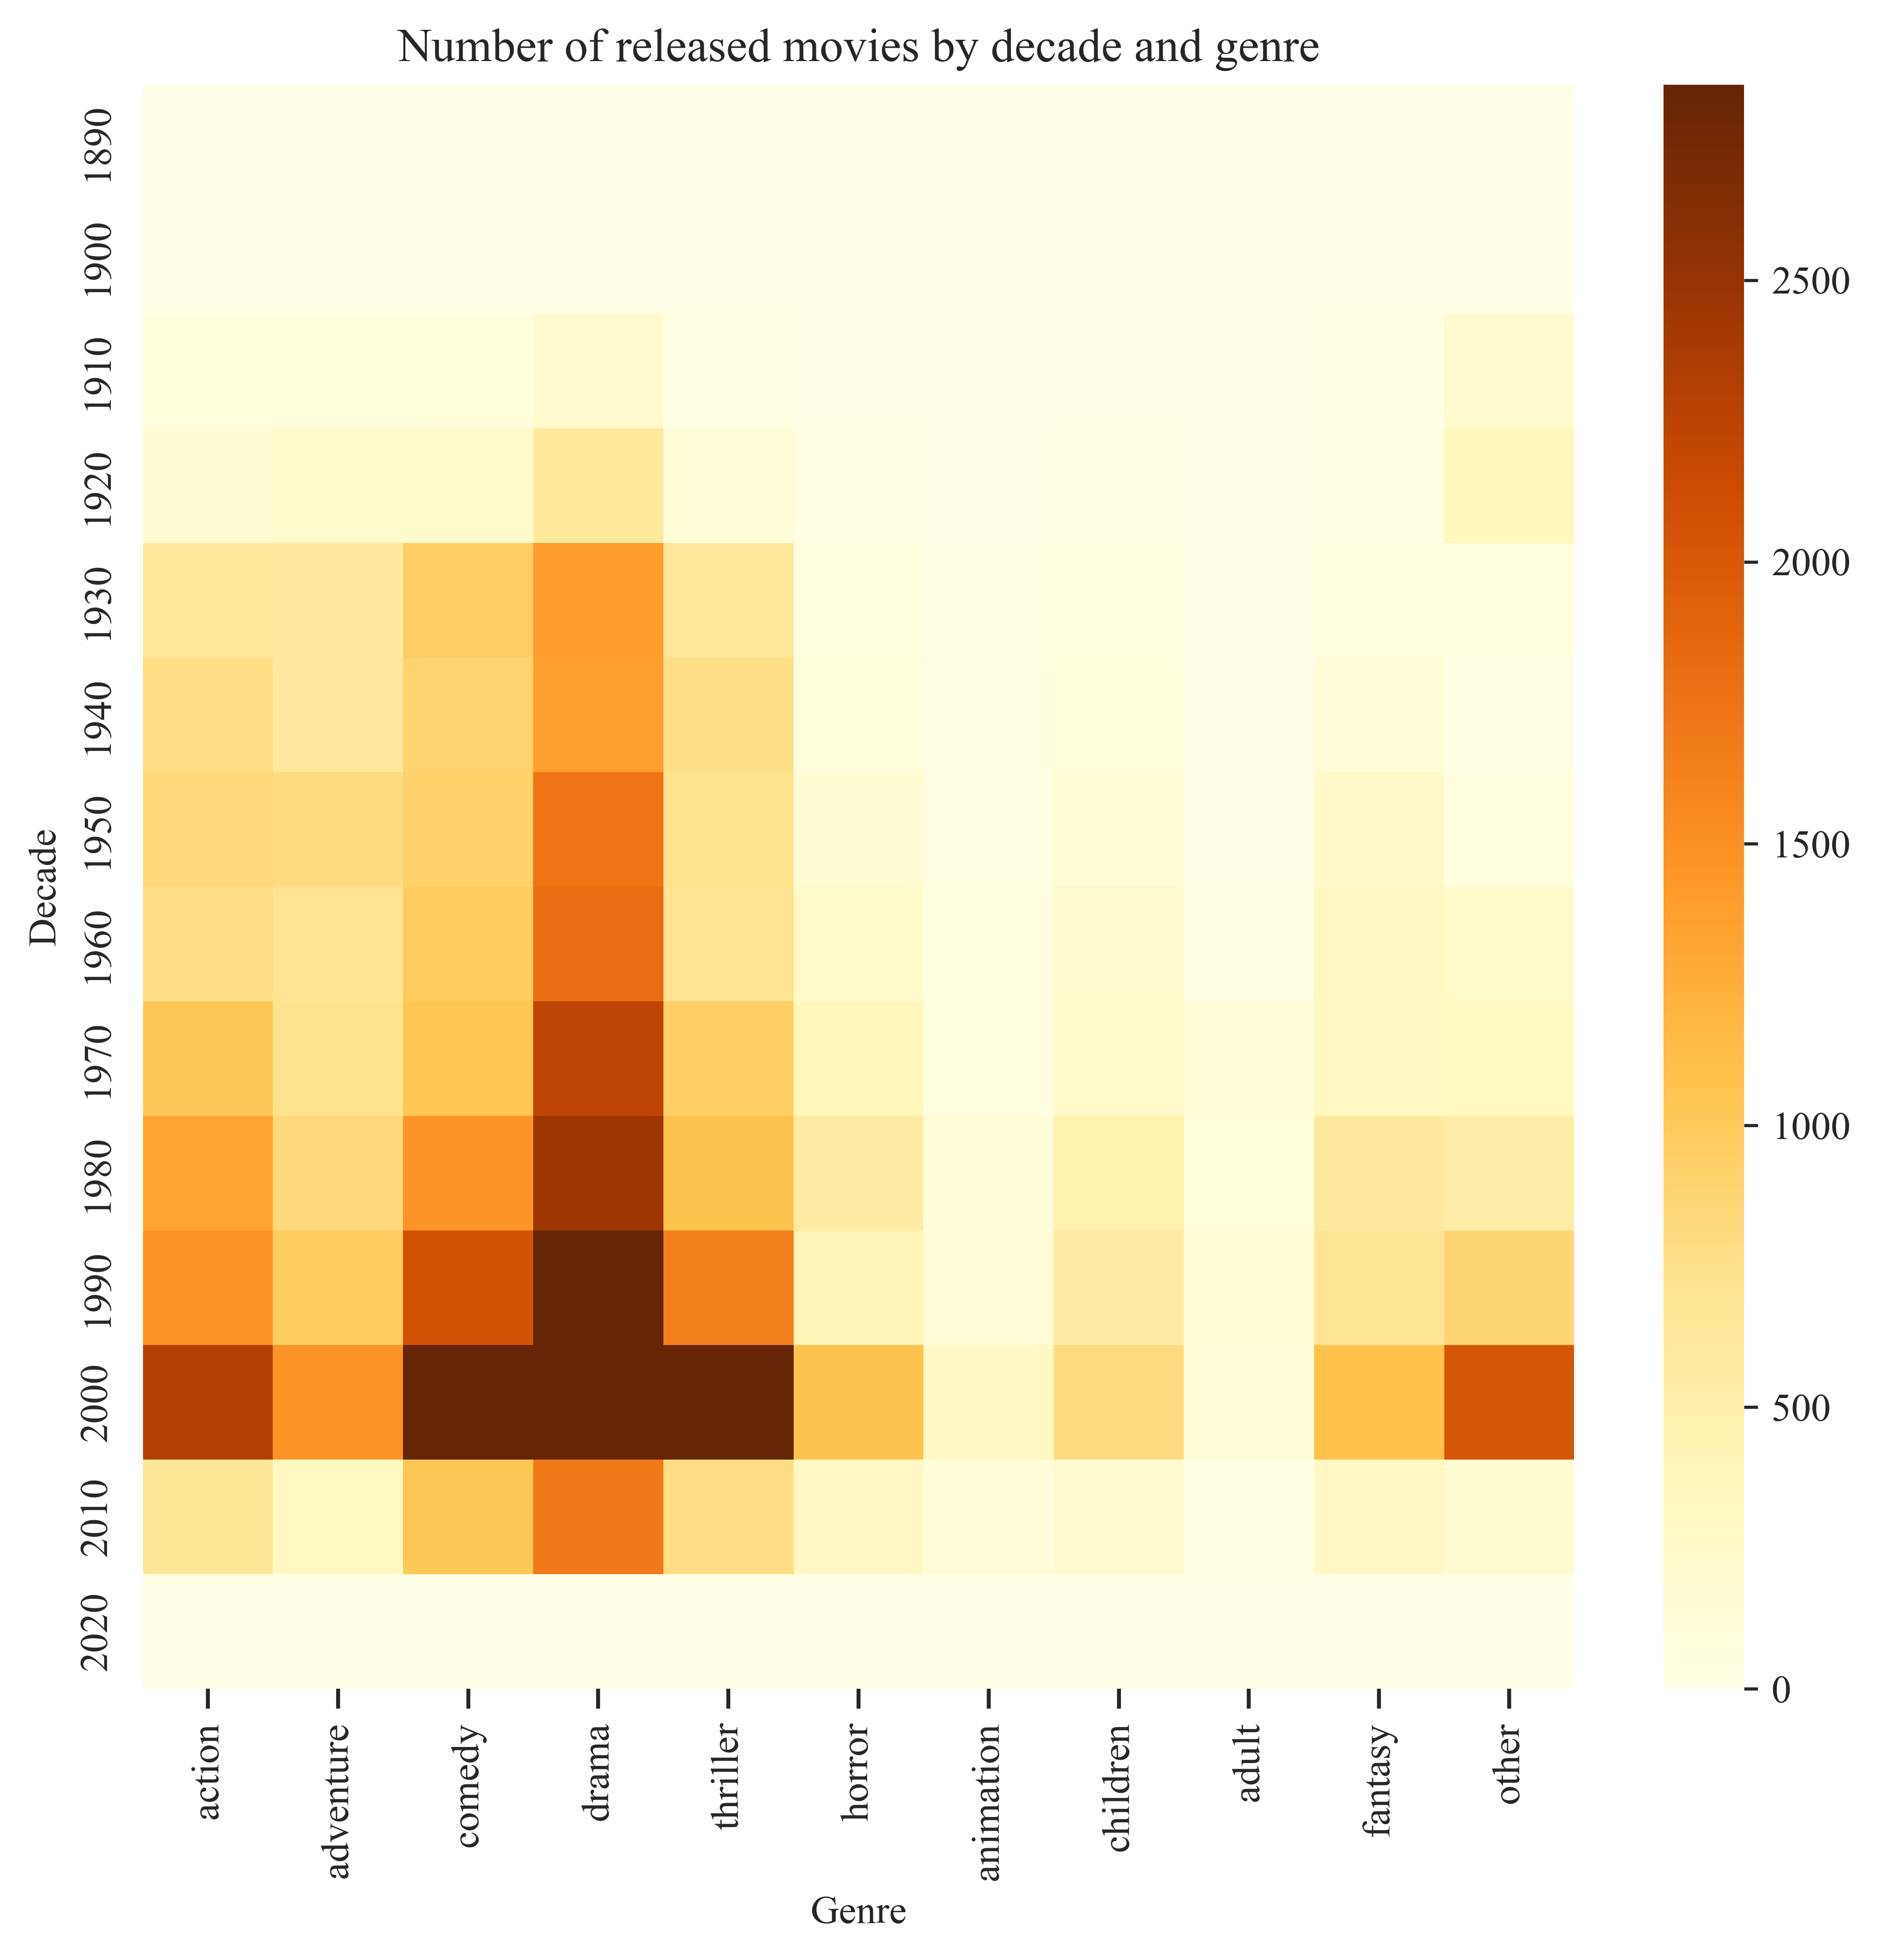 Number of released movies by decade and genre
Decade
1890
1900
1910
1920
1930
1940
1950
1960
1970
1980
1990
2000
2010
2020
action
adventure
comedy
drama
thriller
horror
animation
children
adult
fantasy
other
Genre
2500
2000
1500
1000
500
0